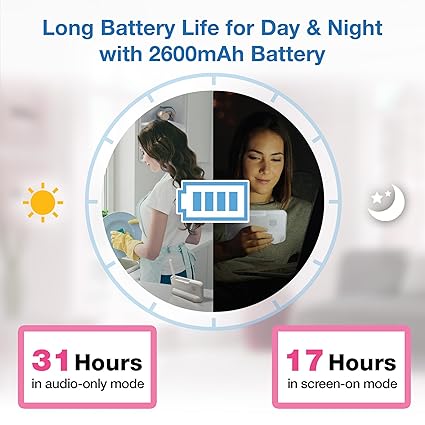 Long Battery Life for Day & Night
with 2600mAh Battery
31 Hours
in audio-only mode
17 Hours
in screen-on mode